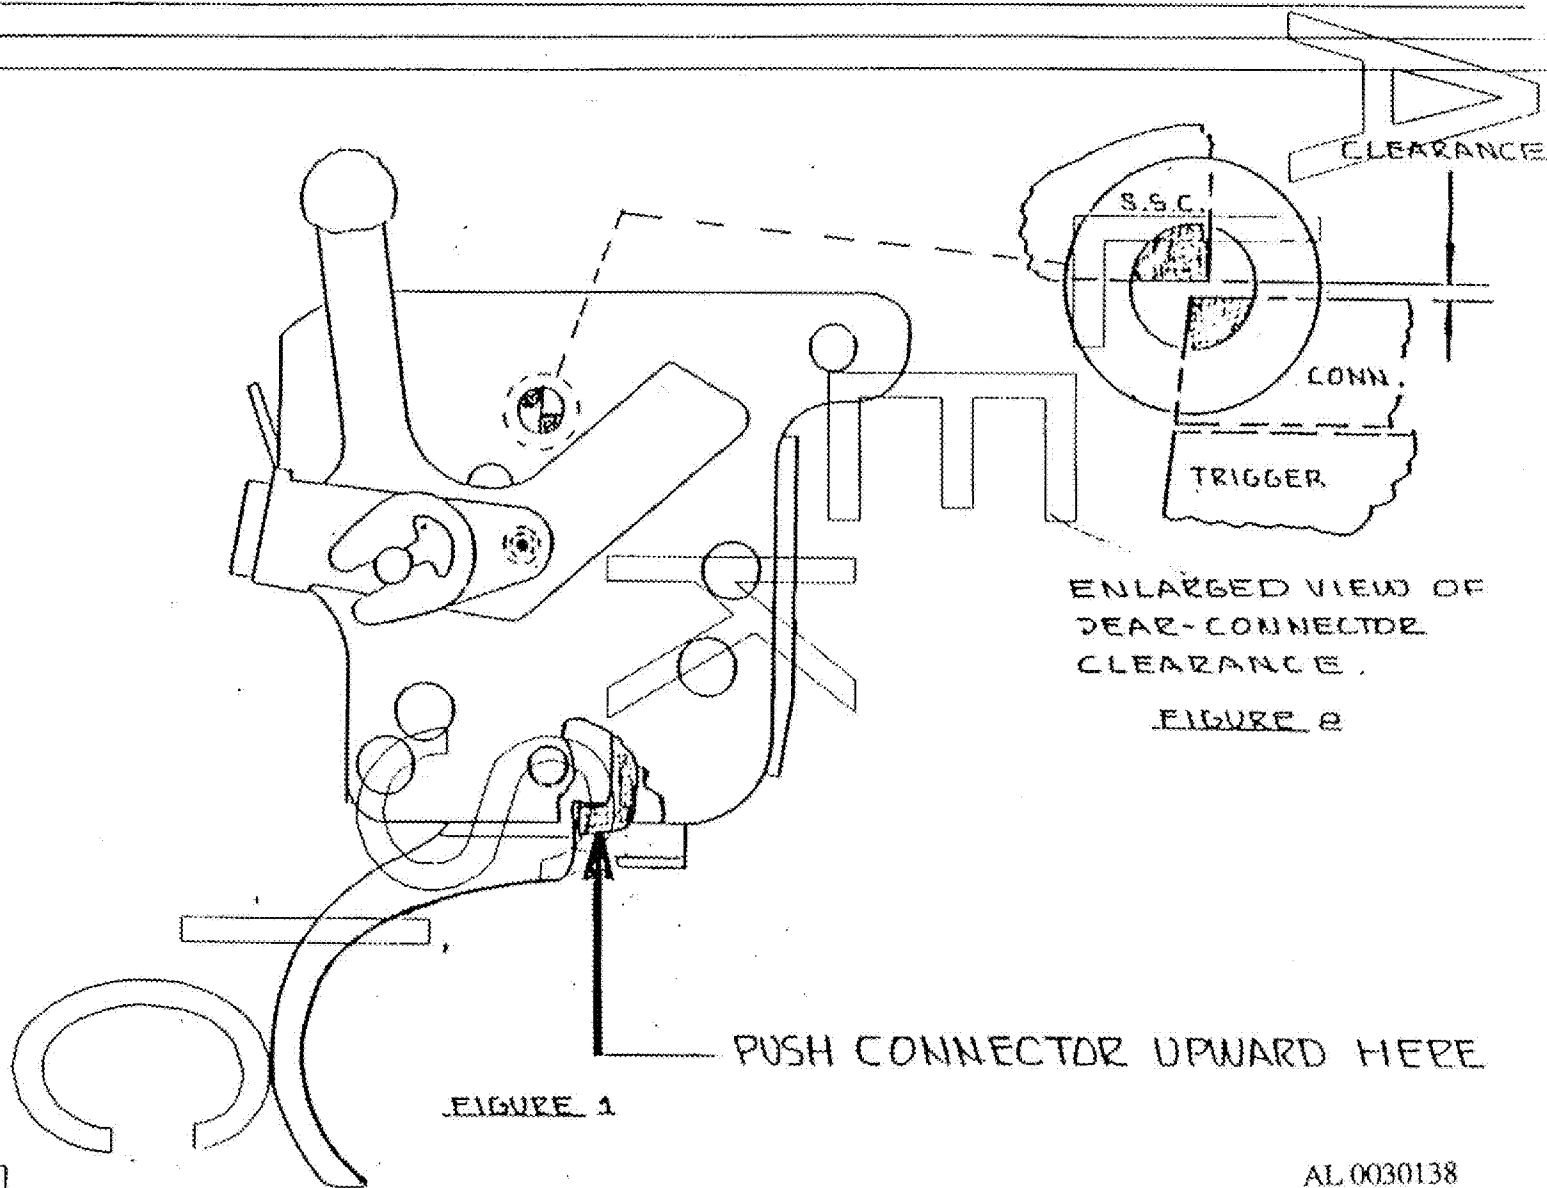 CLEARANCE
S.S.C.
CONN.
TRIGGER
ENLARGED VIEW OF
SEAR-CONNECTOR
CLEARANCE.
FIGURE 2
PUSH CONNECTOR UPWARD HERE
FIGURE 1
AL 0030138